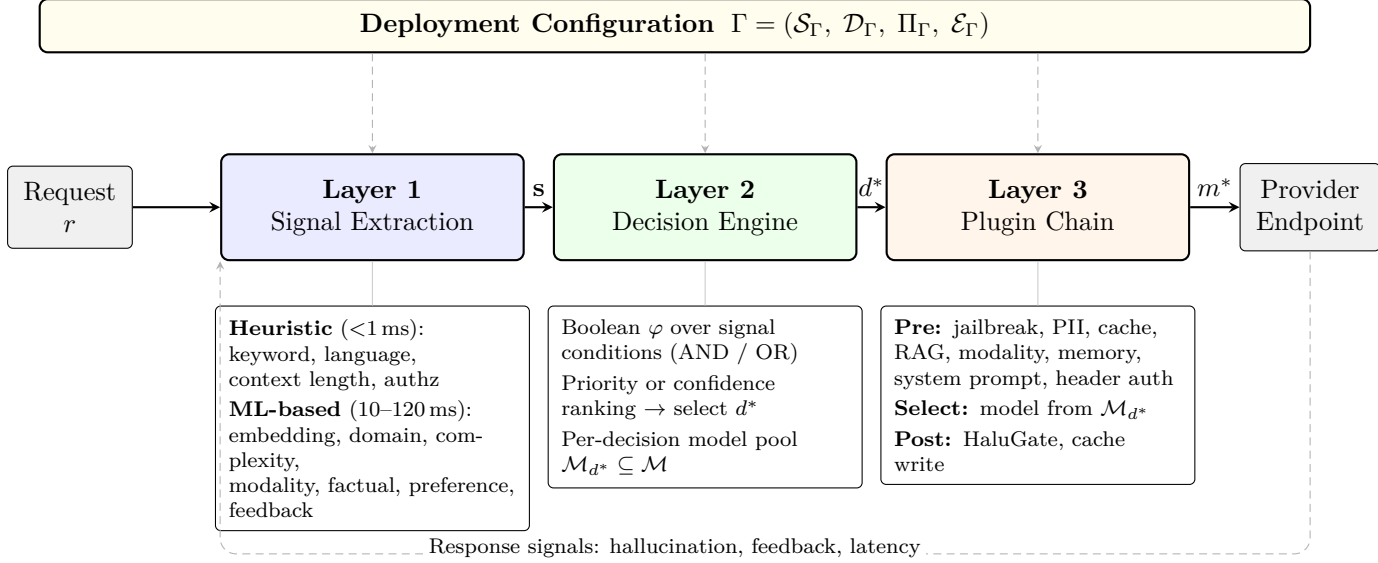 Deployment Configuration Γ = (𝒮_Γ, 𝒟_Γ, Π_Γ, ℰ_Γ)
Request
r
Layer 1
Signal Extraction
s
Layer 2
Decision Engine
d*
Layer 3
Plugin Chain
m*
Provider
Endpoint
Heuristic (<1 ms):
keyword, language,
context length, authz
ML-based (10–120 ms):
embedding, domain, com-
plexity,
modality, factual, preference,
feedback
Boolean φ over signal
conditions (AND / OR)
Priority or confidence
ranking → select d*
Per-decision model pool
ℳ_d* ⊆ ℳ
Pre: jailbreak, PII, cache,
RAG, modality, memory,
system prompt, header auth
Select: model from ℳ_d*
Post: HaluGate, cache
write
Response signals: hallucination, feedback, latency